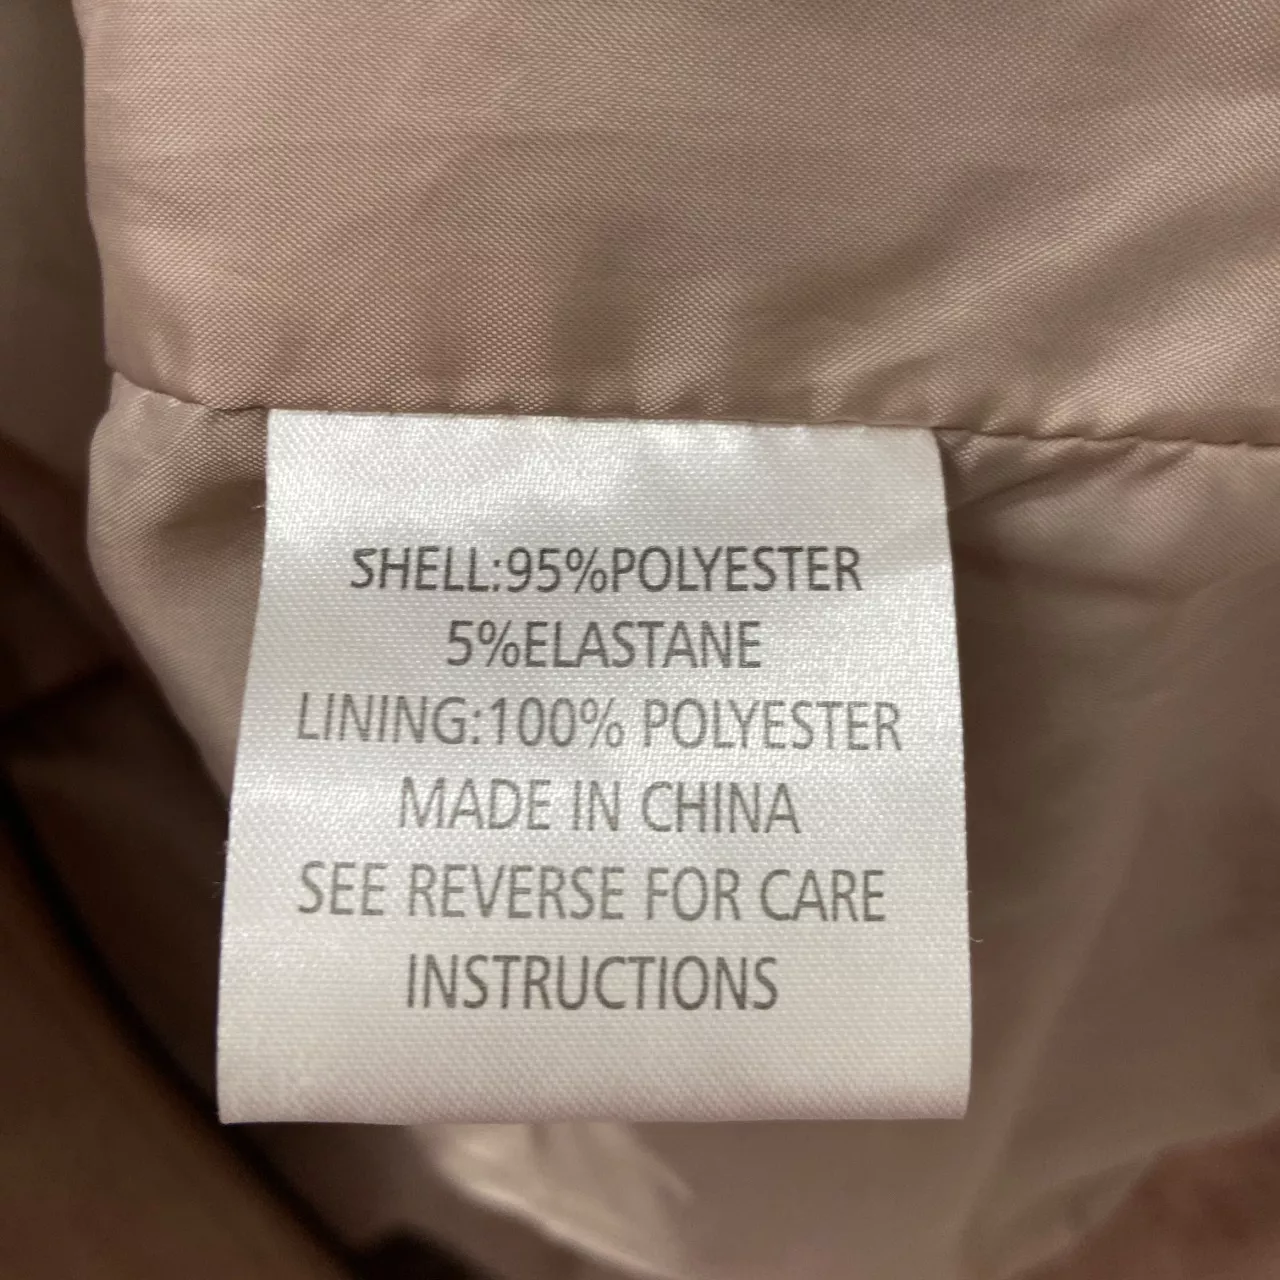 SHELL:95%POLYESTER
5%ELASTANE
LINING:100% POLYESTER
MADE IN CHINA
SEE REVERSE FOR CARE
INSTRUCTIONS